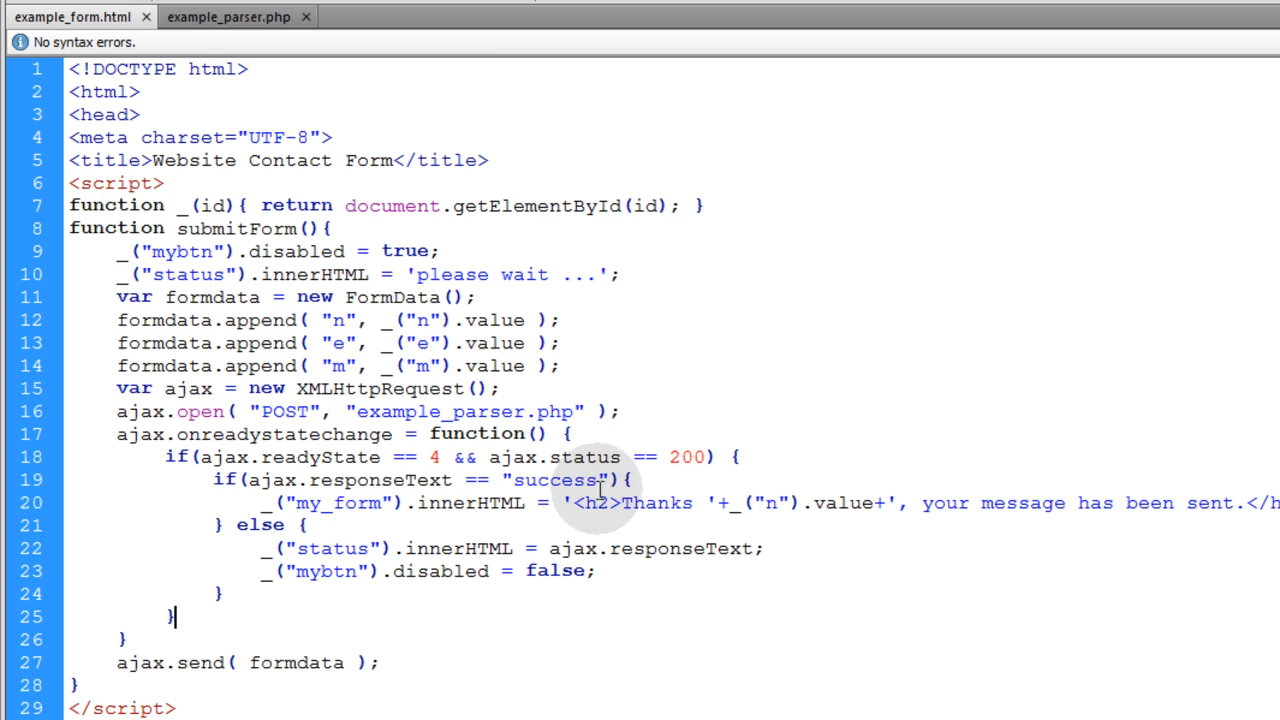 example_form.html × example_parser.php ×
No syntax errors.
1 <!DOCTYPE html>
2 <html>
3 <head>
4 <meta charset="UTF-8">
5 <title>Website Contact Form</title>
6 <script>
7 function _(id){ return document.getElementById(id); }
8 function submitForm(){
9 _("mybtn").disabled = true;
10 _("status").innerHTML = 'please wait ...';
11 var formdata = new FormData();
12 formdata.append( "n", _("n").value );
13 formdata.append( "e", _("e").value );
14 formdata.append( "m", _("m").value );
15 var ajax = new XMLHttpRequest();
16 ajax.open( "POST", "example_parser.php" );
17 ajax.onreadystatechange = function() {
18 if(ajax.readyState == 4 && ajax.status == 200) {
19 if(ajax.responseText == "success"){
20 _("my_form").innerHTML = '<h2>Thanks '+_("n").value+', your message has been sent.</h
21 } else {
22 _("status").innerHTML = ajax.responseText;
23 _("mybtn").disabled = false;
24 }
25 }
26 }
27 ajax.send( formdata );
28 }
29 </script>